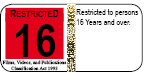 RESTRICTED
16
Films, Videos, and Publications
Classification Act 1993
Restricted to persons
16 Years and over.